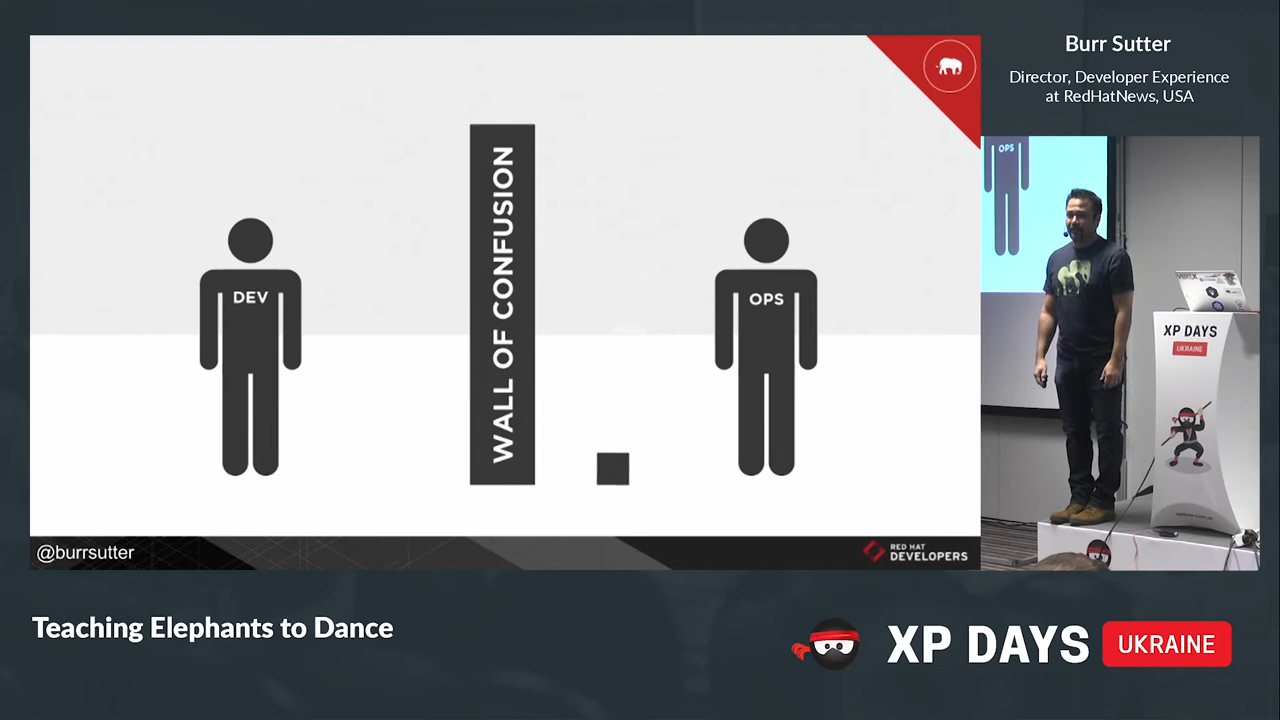 DEV
WALL OF CONFUSION
OPS
@burrsutter
RED HAT
DEVELOPERS
Burr Sutter
Director, Developer Experience
at RedHatNews, USA
OPS
XP DAYS
UKRAINE
Teaching Elephants to Dance
XP DAYS
UKRAINE